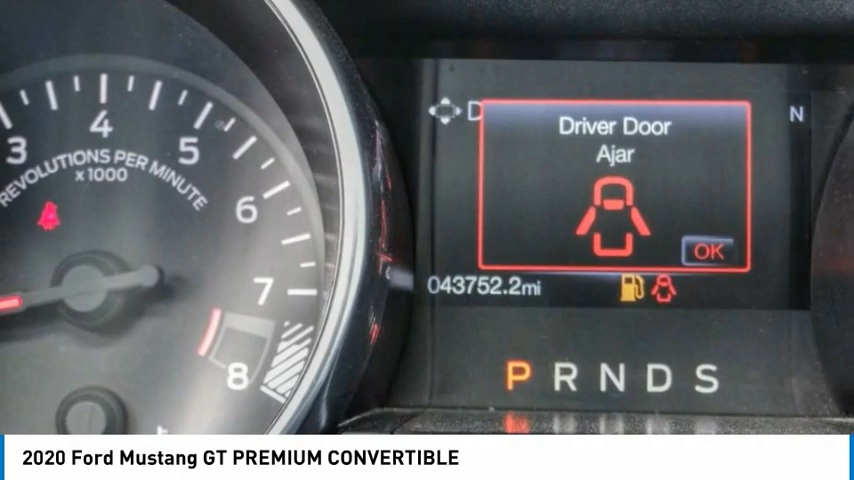 3
4
5
6
7
8
REVOLUTIONS PER MINUTE
x1000
D
N
Driver Door
Ajar
OK
043752.2mi
P R N D S
2020 Ford Mustang GT PREMIUM CONVERTIBLE